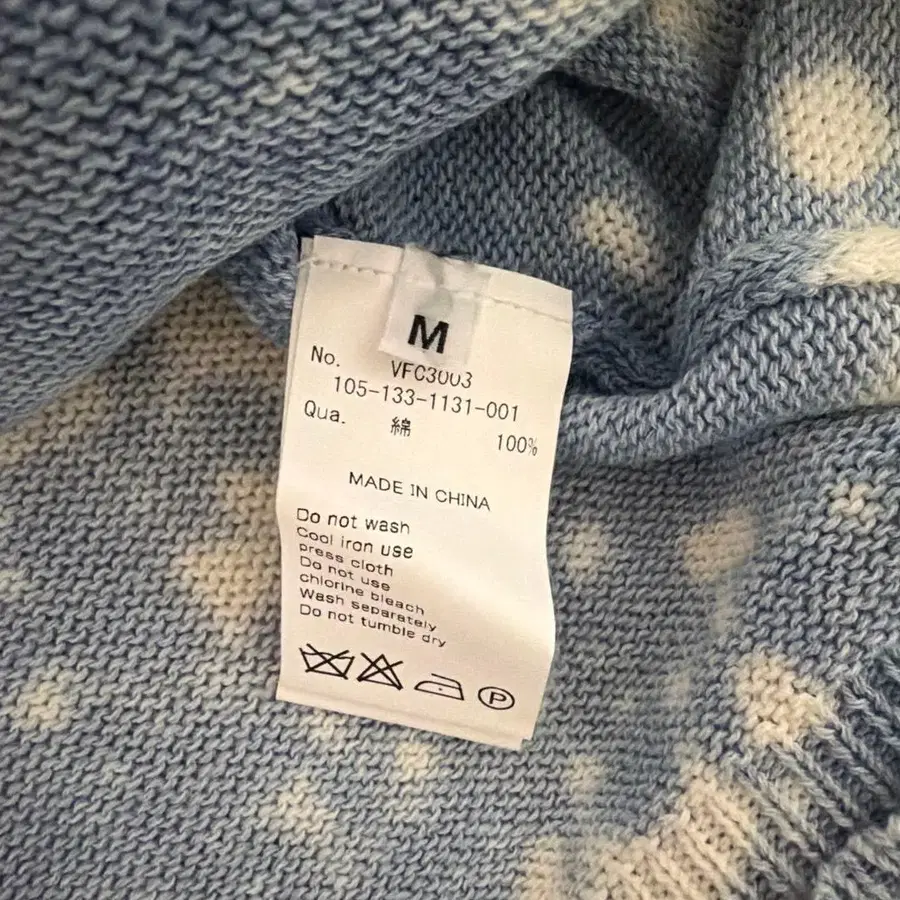 M
No. VFC3003
105-133-1131-001
Qua. 綿 100%
MADE IN CHINA
Do not wash
Cool iron use
press cloth
Do not use
chlorine bleach
Wash separately
Do not tumble dry
P